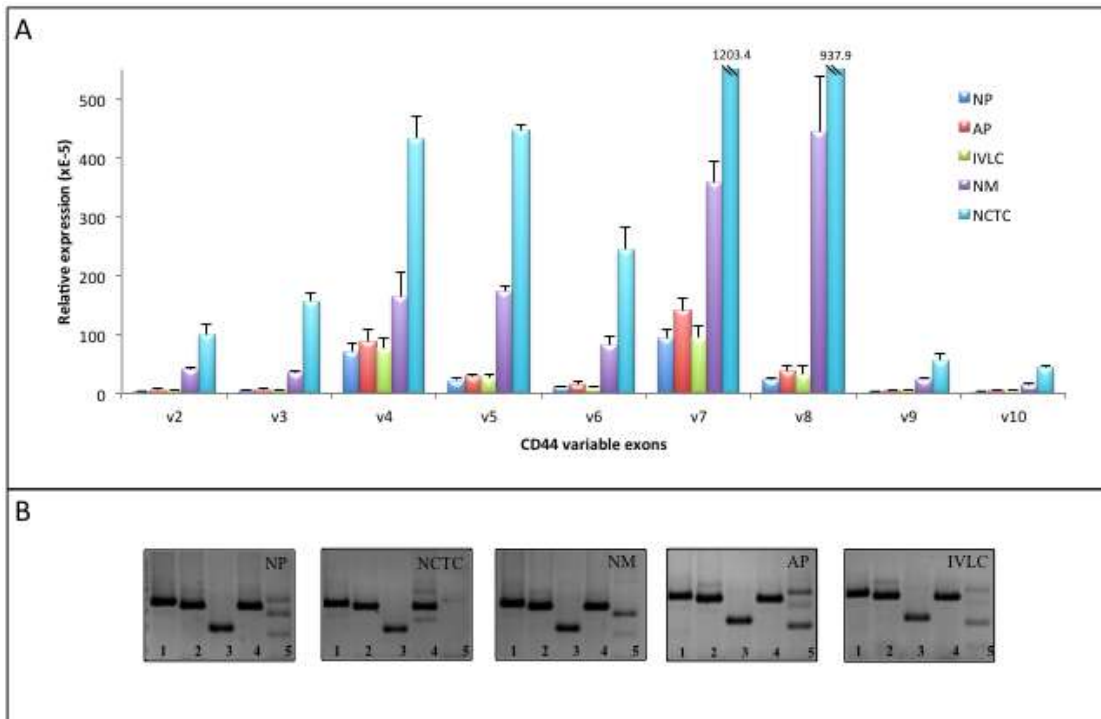 A
1203.4
937.9
500
400
300
200
100
0
Relative expression (xE-5)
NP
AP
IVLC
NM
NCTC
v2 v3 v4 v5 v6 v7 v8 v9 v10
CD44 variable exons
B
NP
1 2 3 4 5
NCTC
1 2 3 4 5
NM
1 2 3 4 5
AP
1 2 3 4 5
IVLC
1 2 3 4 5